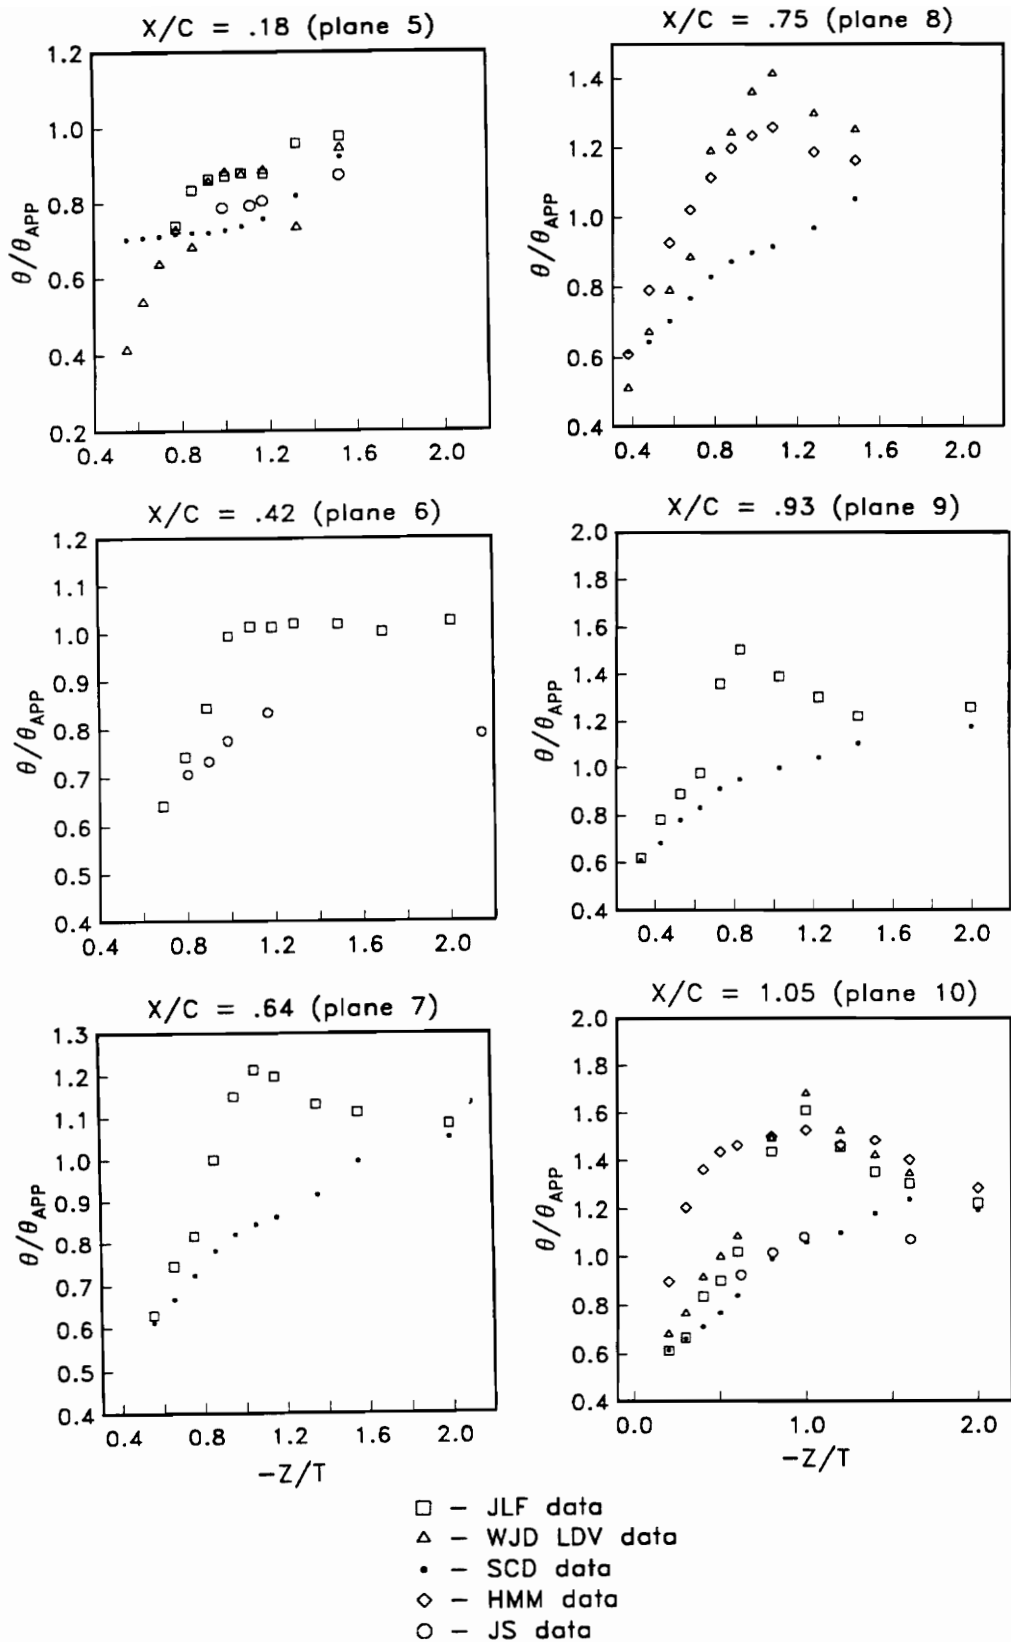 X/C = .18 (plane 5)
1.2
1.0
0.8
0.6
0.4
0.2
θ/θAPP
0.4 0.8 1.2 1.6 2.0
X/C = .42 (plane 6)
1.2
1.1
1.0
0.9
0.8
0.7
0.6
0.5
0.4
θ/θAPP
0.4 0.8 1.2 1.6 2.0
X/C = .64 (plane 7)
1.3
1.2
1.1
1.0
0.9
0.8
0.7
0.6
0.4
θ/θAPP
0.4 0.8 1.2 1.6 2.0
-Z/T
X/C = .75 (plane 8)
1.4
1.2
1.0
0.8
0.6
0.4
θ/θAPP
0.4 0.8 1.2 1.6 2.0
X/C = .93 (plane 9)
2.0
1.8
1.6
1.4
1.2
1.0
0.8
0.6
0.4
θ/θAPP
0.4 0.8 1.2 1.6 2.0
X/C = 1.05 (plane 10)
2.0
1.8
1.6
1.4
1.2
1.0
0.8
0.6
0.4
θ/θAPP
0.0 1.0 2.0
-Z/T
□ – JLF data
△ – WJD LDV data
• – SCD data
◇ – HMM data
○ – JS data